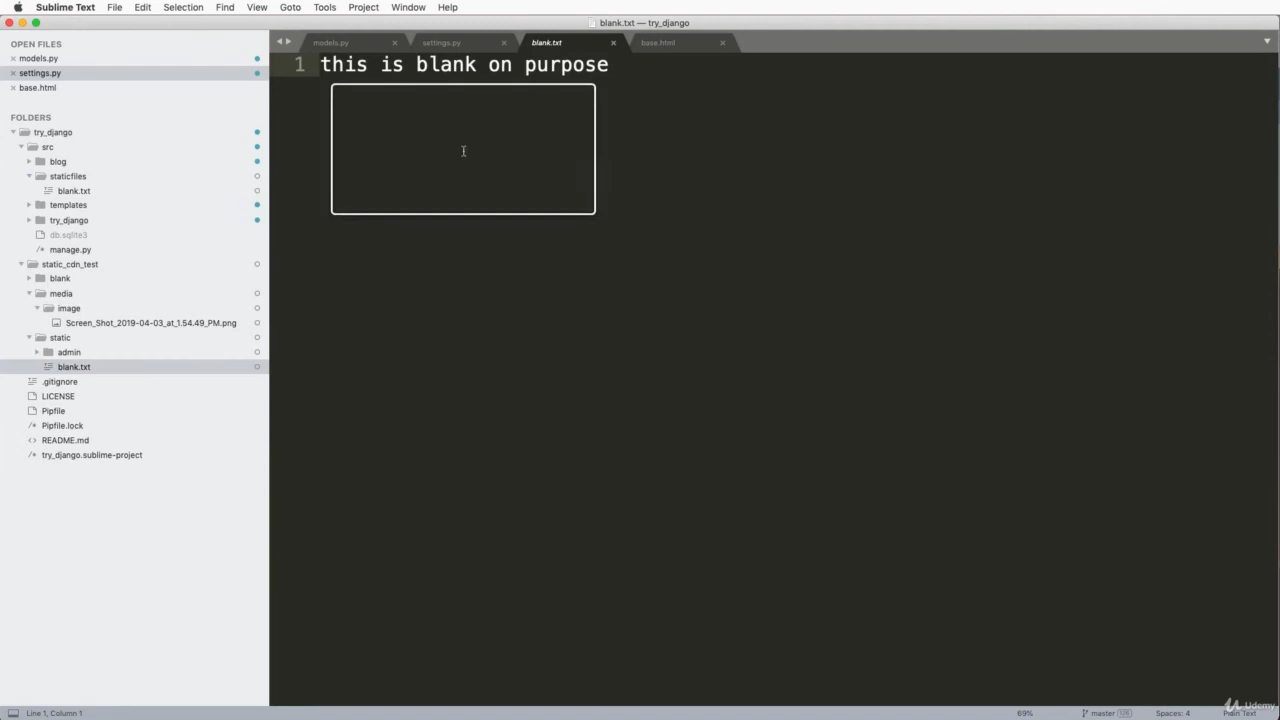 Sublime Text File Edit Selection Find View Goto Tools Project Window Help
blank.txt — try_django
OPEN FILES
models.py
settings.py
base.html
FOLDERS
try_django
src
blog
staticfiles
blank.txt
templates
try_django
db.sqlite3
manage.py
static_cdn_test
blank
media
image
Screen_Shot_2019-04-03_at_1.54.49_PM.png
static
admin
blank.txt
.gitignore
LICENSE
Pipfile
Pipfile.lock
README.md
try_django.sublime-project
models.py settings.py blank.txt base.html
1 this is blank on purpose
Line 1, Column 1 69% master 126 Spaces: 4 Plain Text
Udemy